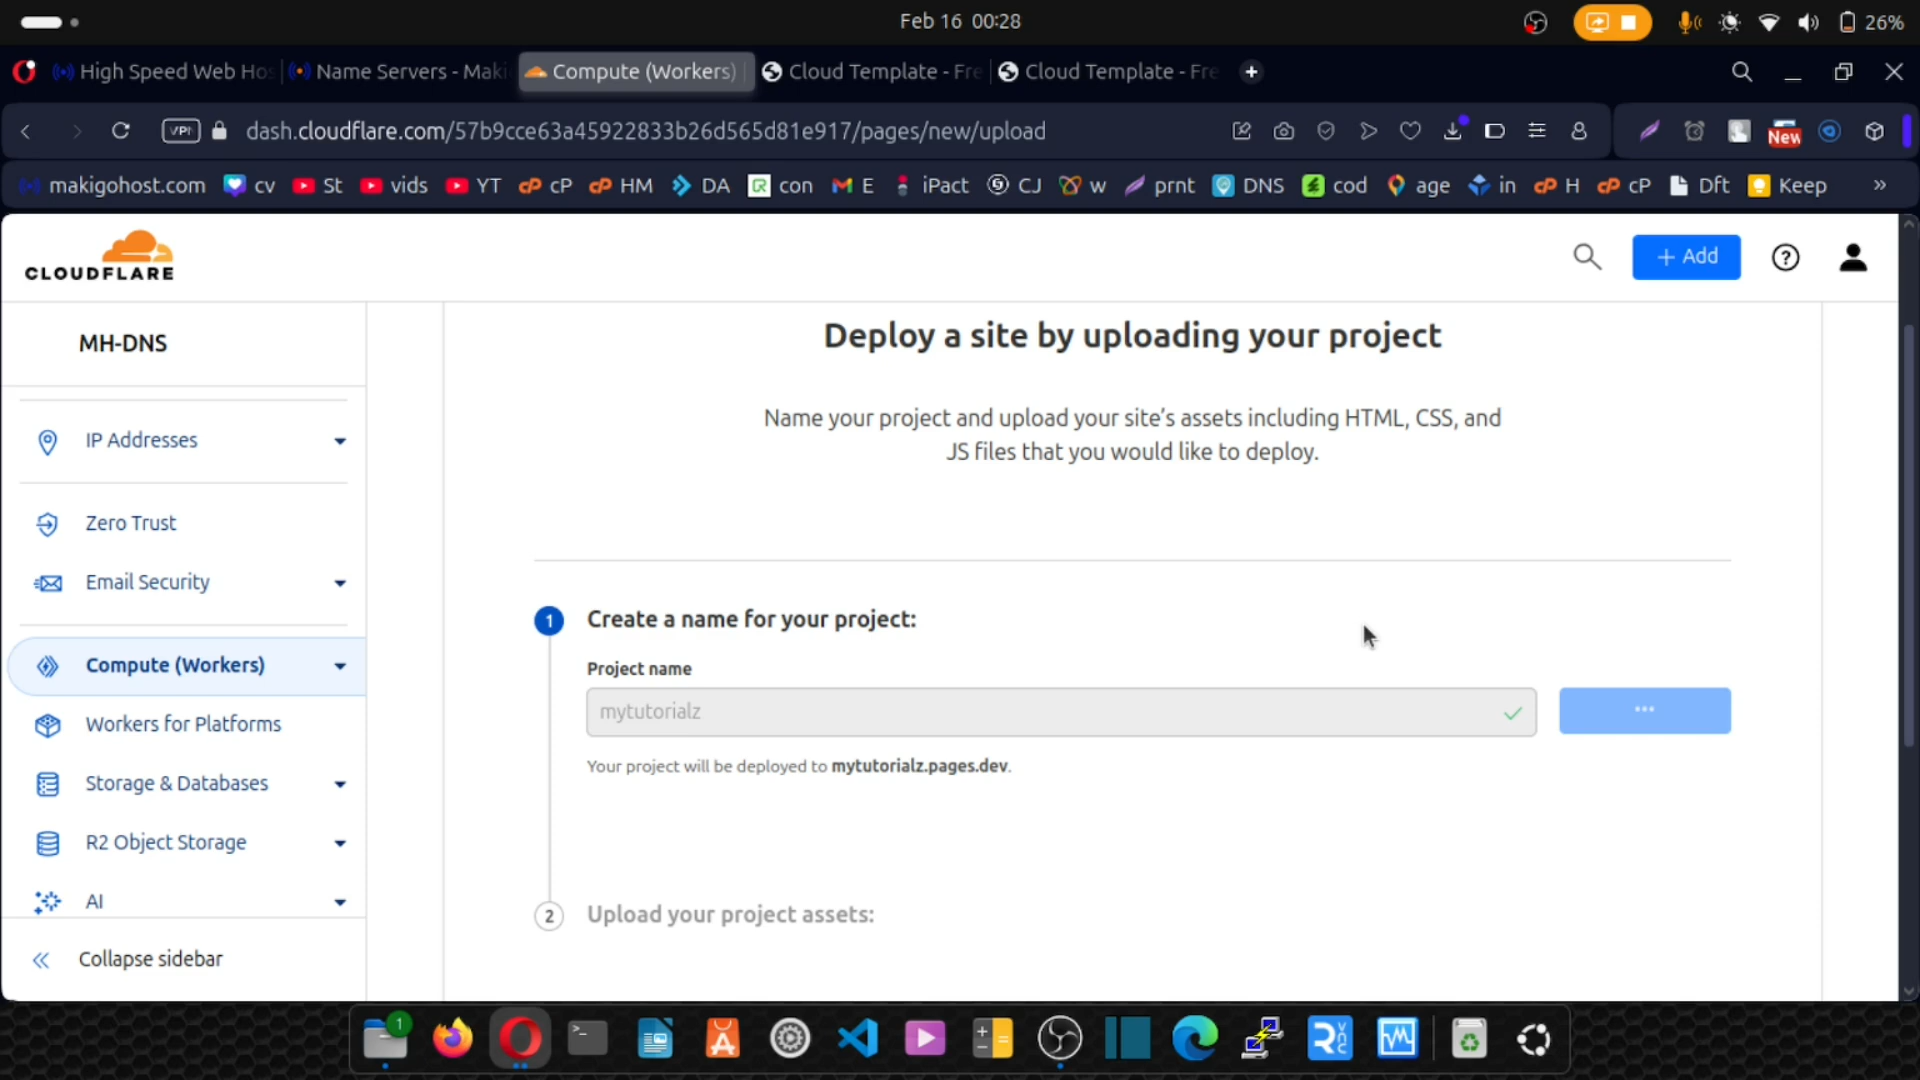 Feb 16 00:28
26%
High Speed Web Hos
Name Servers - Maki
Compute (Workers)
Cloud Template - Fre
Cloud Template - Fre
VPN
dash.cloudflare.com/57b9cce63a45922833b26d565d81e917/pages/new/upload
New
makigohost.com
cv
St
vids
YT
cP
HM
DA
con
E
iPact
CJ
w
prnt
DNS
cod
age
in
H
cP
Dft
Keep
»
CLOUDFLARE
+ Add
MH-DNS
IP Addresses
Zero Trust
Email Security
Compute (Workers)
Workers for Platforms
Storage & Databases
R2 Object Storage
AI
Collapse sidebar
Deploy a site by uploading your project
Name your project and upload your site’s assets including HTML, CSS, and
JS files that you would like to deploy.
1
Create a name for your project:
Project name
mytutorialz
...
Your project will be deployed to mytutorialz.pages.dev.
2
Upload your project assets:
1